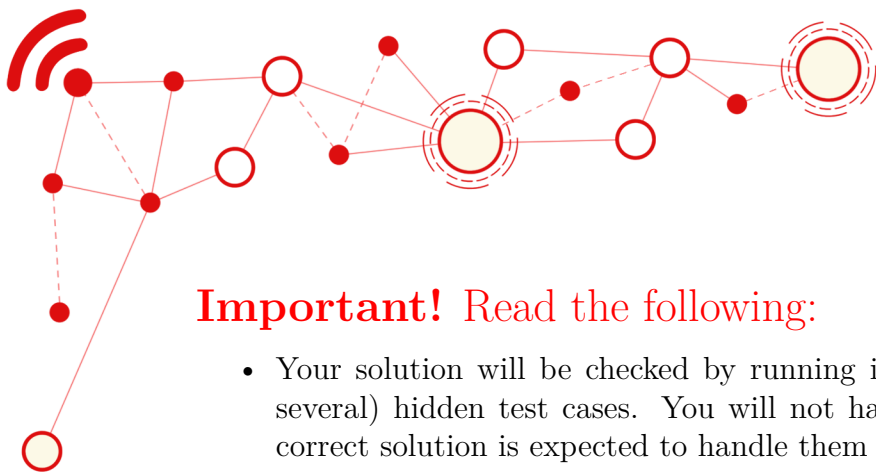 Important! Read the following:
• Your solution will be checked by running i
several) hidden test cases. You will not ha
correct solution is expected to handle them